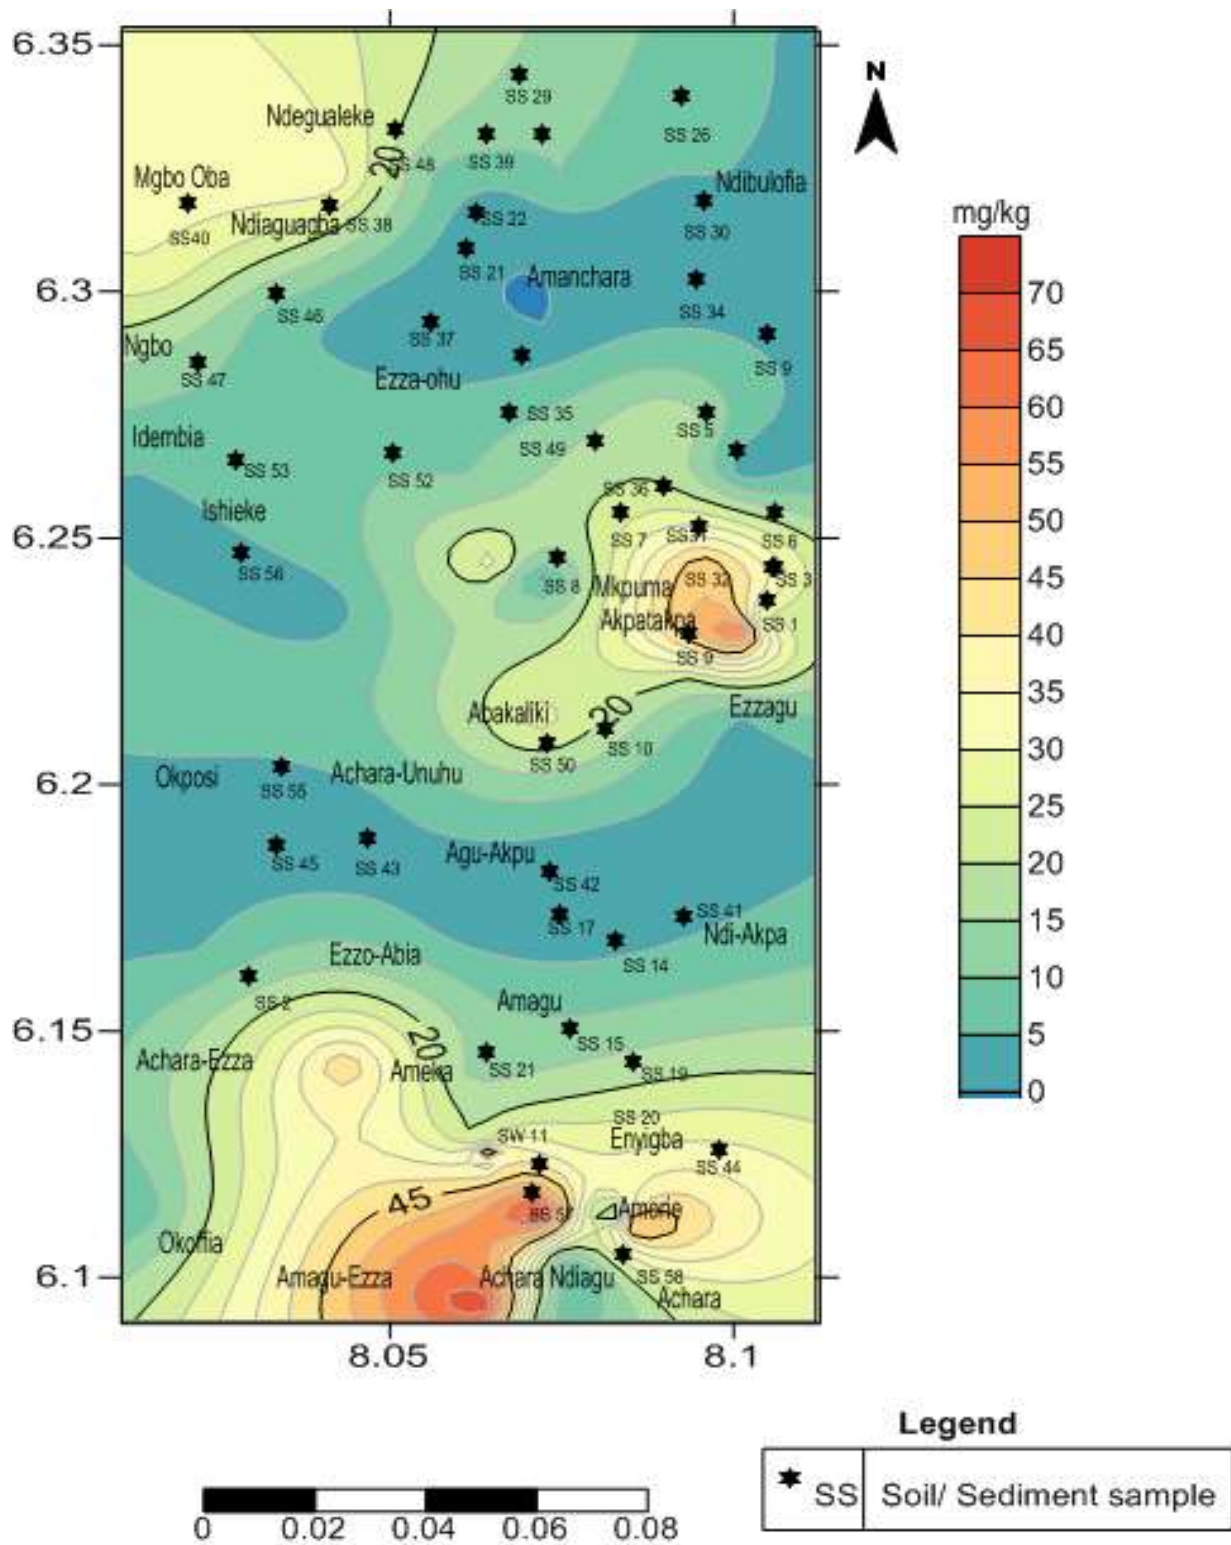 6.35
SS 29
N
Ndegualeke
SS 26
SS 48
20
SS 39
Mgbo Oba
Ndibulofia
mg/kg
SS40
Ndiaguagba
SS 38
SS 22
SS 30
SS 21
Amanchara
6.3
70
SS 46
SS 34
SS 37
Ngbo
65
SS 47
Ezza-ohu
SS 9
60
SS 35
SS 5
Idembia
SS 49
55
SS 53
SS 52
SS 36
Ishieke
50
6.25
SS 7
SS31
SS 6
SS 56
SS 8
Mkpuma
SS 32
SS 3
45
Akpatakpa
SS 1
40
SS 9
35
Abakaliki
20
Ezzagu
SS 10
30
SS 50
6.2
Okposi
Achara-Unuhu
SS 55
25
Agu-Akpu
SS 45
SS 43
20
SS 42
SS 41
15
SS 17
Ndi-Akpa
Ezzo-Abia
SS 14
10
SS 2
Amagu
5
6.15
20
SS 15
Achara-Ezza
Ameka
SS 21
SS 19
0
SS 20
SW 11
Enyigba
SS 44
45
SS 57
Amorie
Okoffia
6.1
Amagu-Ezza
Achara Ndiagu
SS 58
Achara
8.05
8.1
Legend
SS
Soil/ Sediment sample
0
0.02
0.04
0.06
0.08